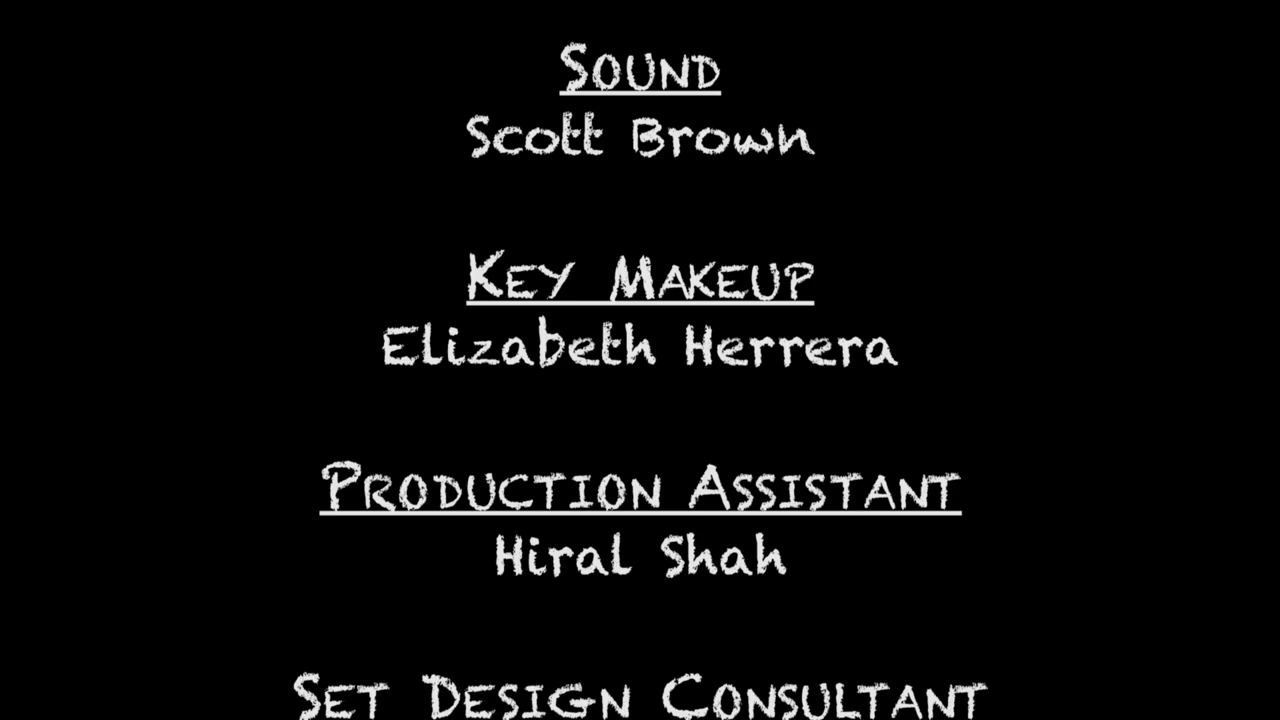 SOUND
Scott Brown
KEY MAKEUP
Elizabeth Herrera
PRODUCTION ASSISTANT
Hiral Shah
SET DESIGN CONSULTANT